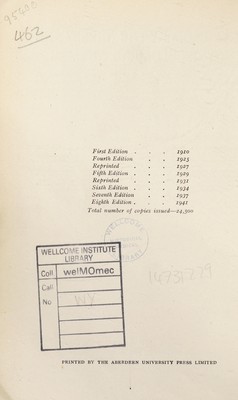 95430
462
First Edition . . . 1910
Fourth Edition . . . 1925
Reprinted . . . 1927
Fifth Edition . . . 1929
Reprinted . . . 1931
Sixth Edition . . . 1934
Seventh Edition . . . 1937
Eighth Edition . . . 1941
Total number of copies issued—24,500
WELLCOME
WELLCOME INSTITUTE
LIBRARY
Coll. welMOmec
Call
No. WY
PRINTED BY THE ABERDEEN UNIVERSITY PRESS LIMITED